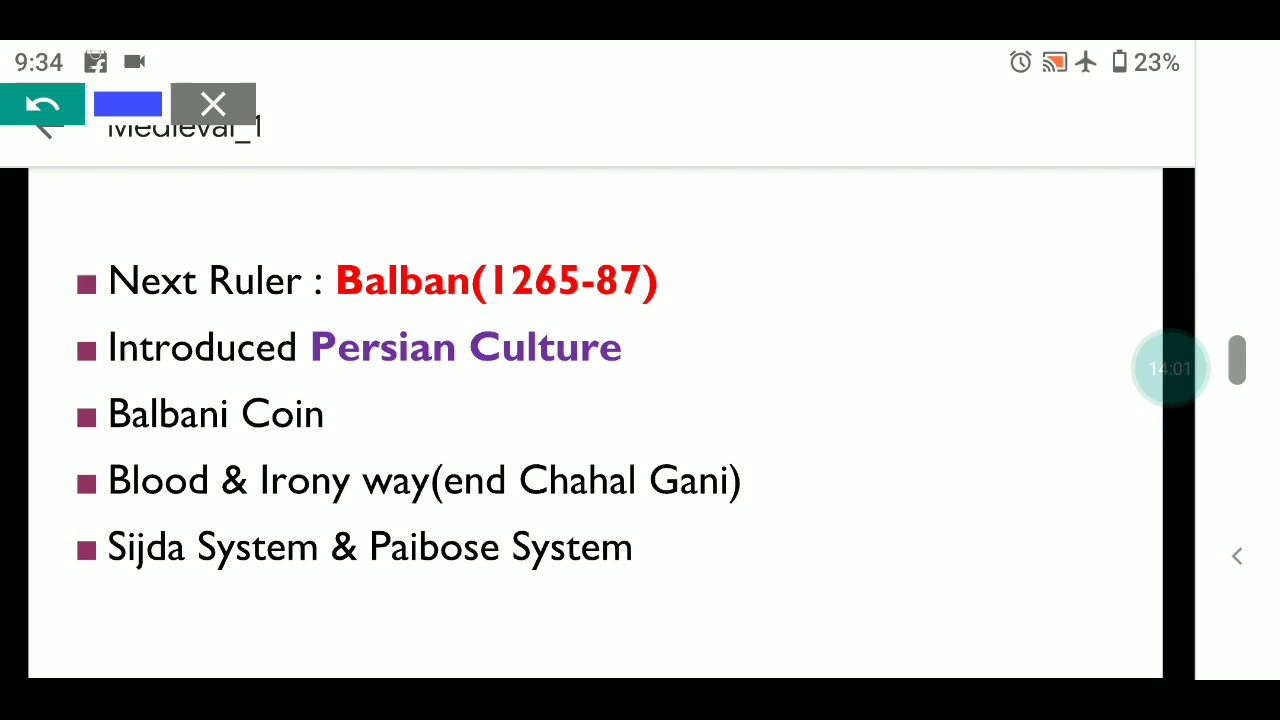 9:34
23%
Medieval_1
Next Ruler : Balban(1265-87)
Introduced Persian Culture
14:01
Balbani Coin
Blood & Irony way(end Chahal Gani)
Sijda System & Paibose System